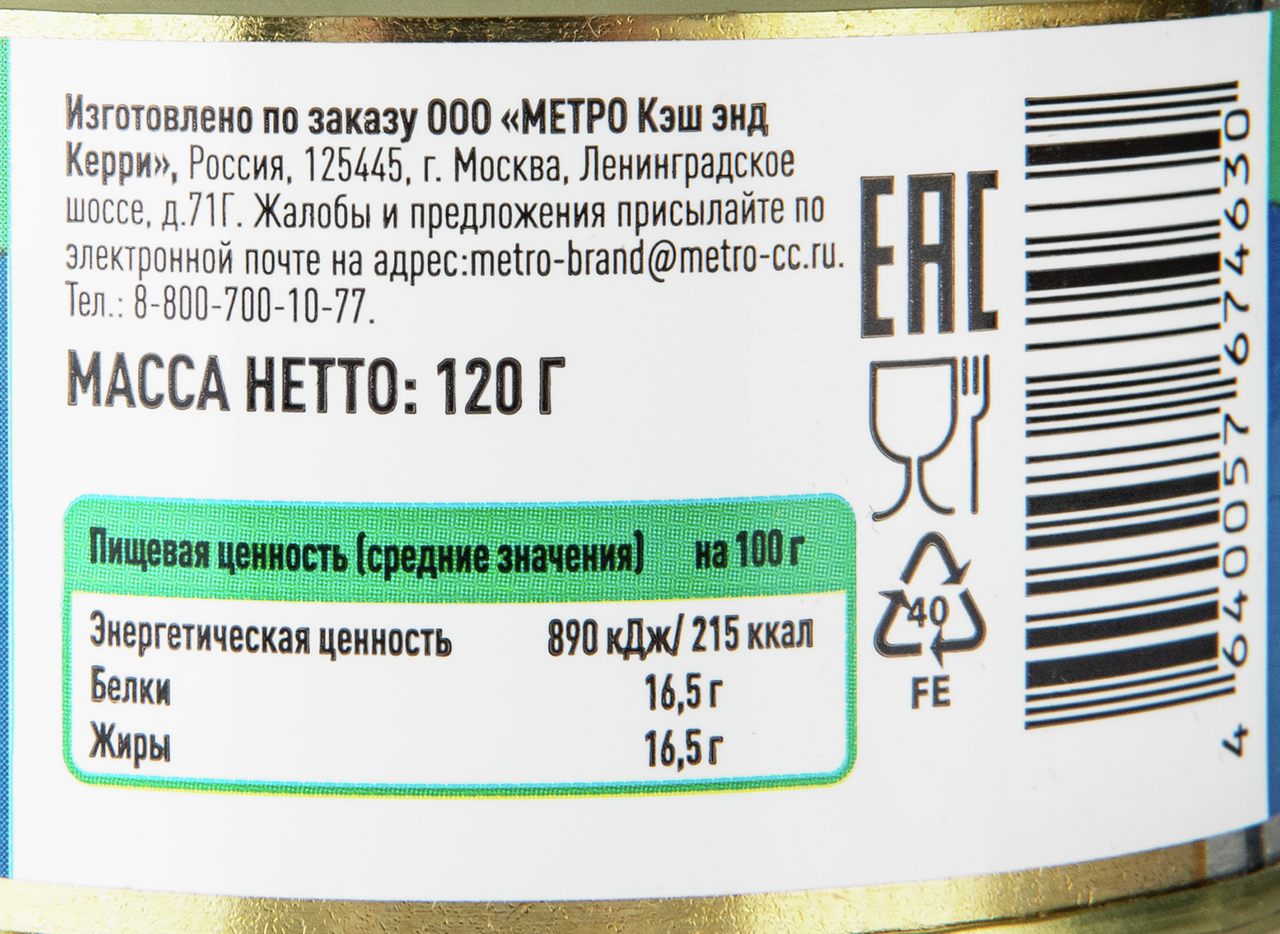 Изготовлено по заказу ООО «МЕТРО Кэш энд
Керри», Россия, 125445, г. Москва, Ленинградское
шоссе, д.71Г. Жалобы и предложения присылайте по
электронной почте на адрес:metro-brand@metro-cc.ru.
Тел.: 8-800-700-10-77.
МАССА НЕТТО: 120 Г
Пищевая ценность (средние значения) на 100 г
Энергетическая ценность 890 кДж/ 215 ккал
Белки 16,5 г
Жиры 16,5 г
EAC
40
FE
4 640057 674630